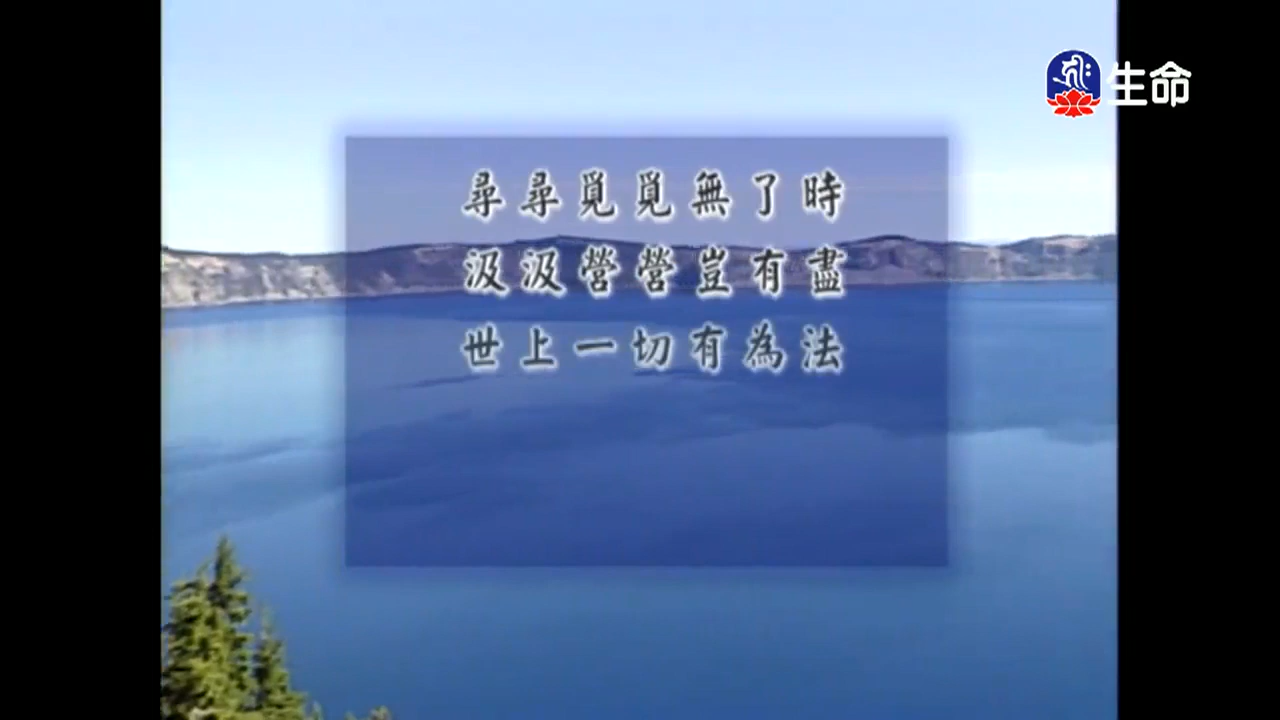 生命
尋尋覓覓無了時
汲汲營營豈有盡
世上一切有為法